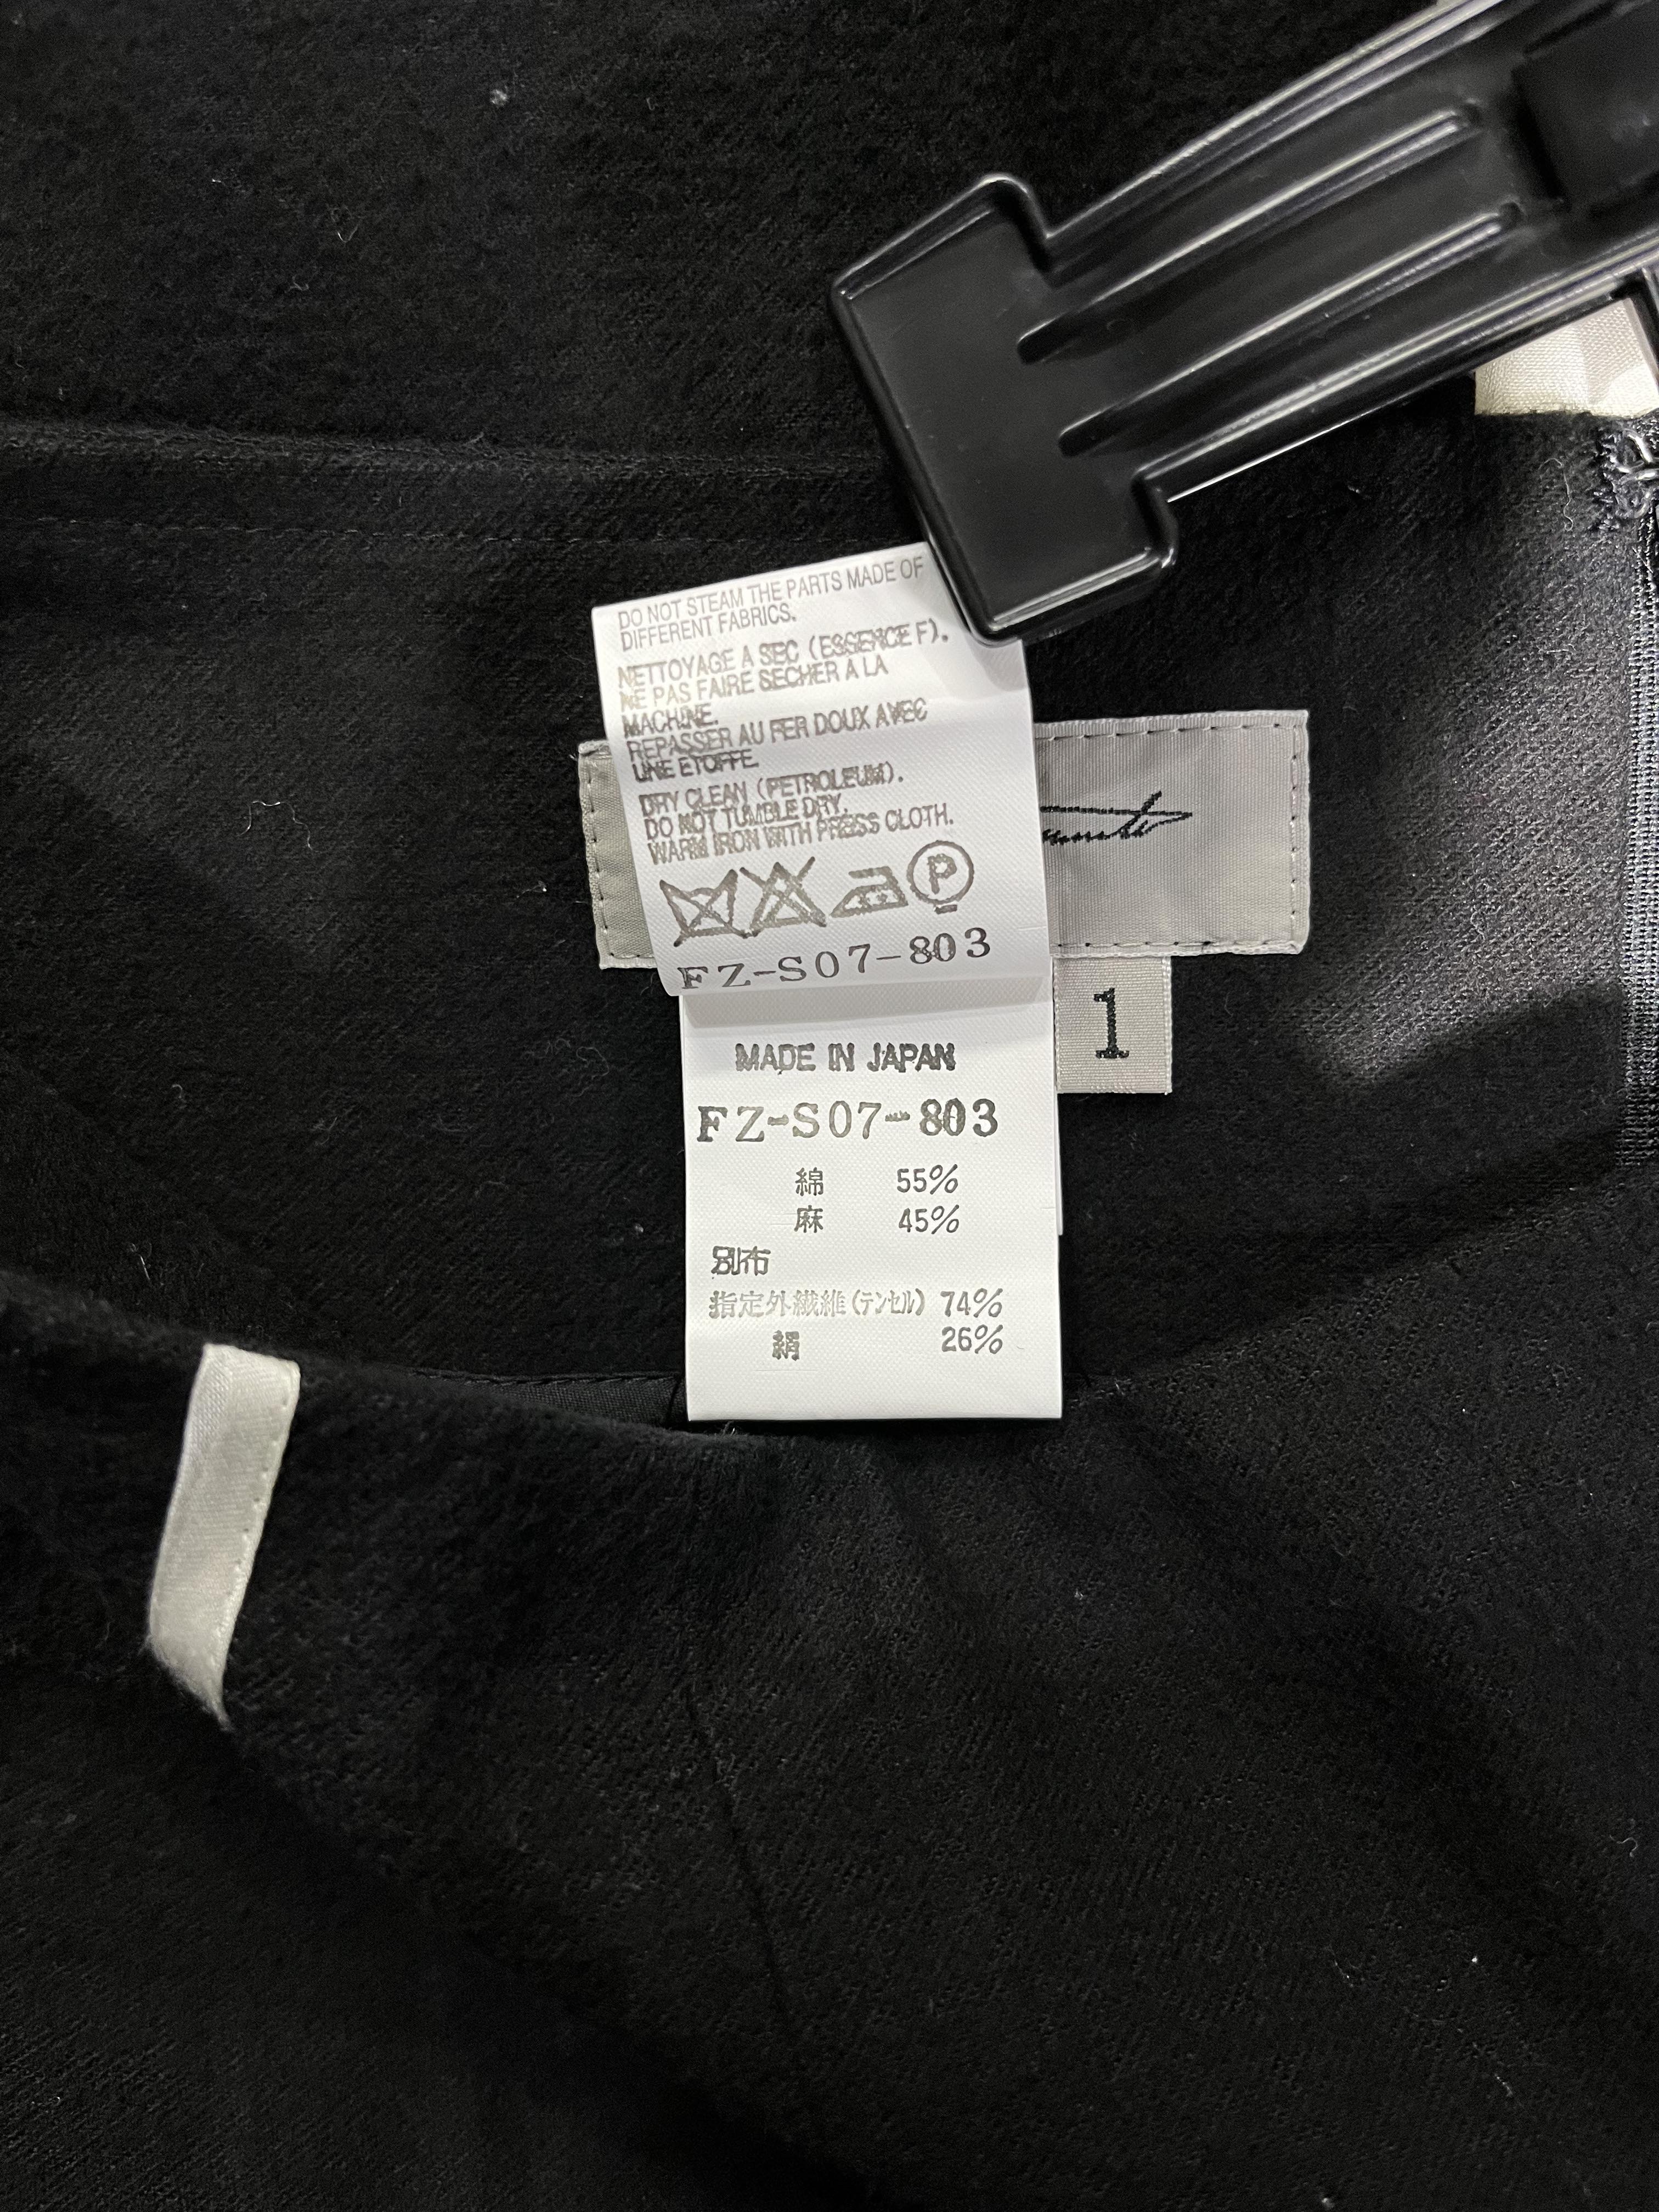 DO NOT STEAM THE PARTS MADE OF
DIFFERENT FABRICS.
NETTOYAGE A SEC (ESSENCE F).
NE PAS FAIRE SECHER A LA
MACHINE.
REPASSER AU FER DOUX AVEC
UNE ETOFFE.
DRY CLEAN (PETROLEUM).
DO NOT TUMBLE DRY.
WARM IRON WITH PRESS CLOTH.
P
FZ-S07-803
1
MADE IN JAPAN
FZ-S07-803
綿 55%
麻 45%
別布
指定外繊維(テンセル) 74%
絹 26%